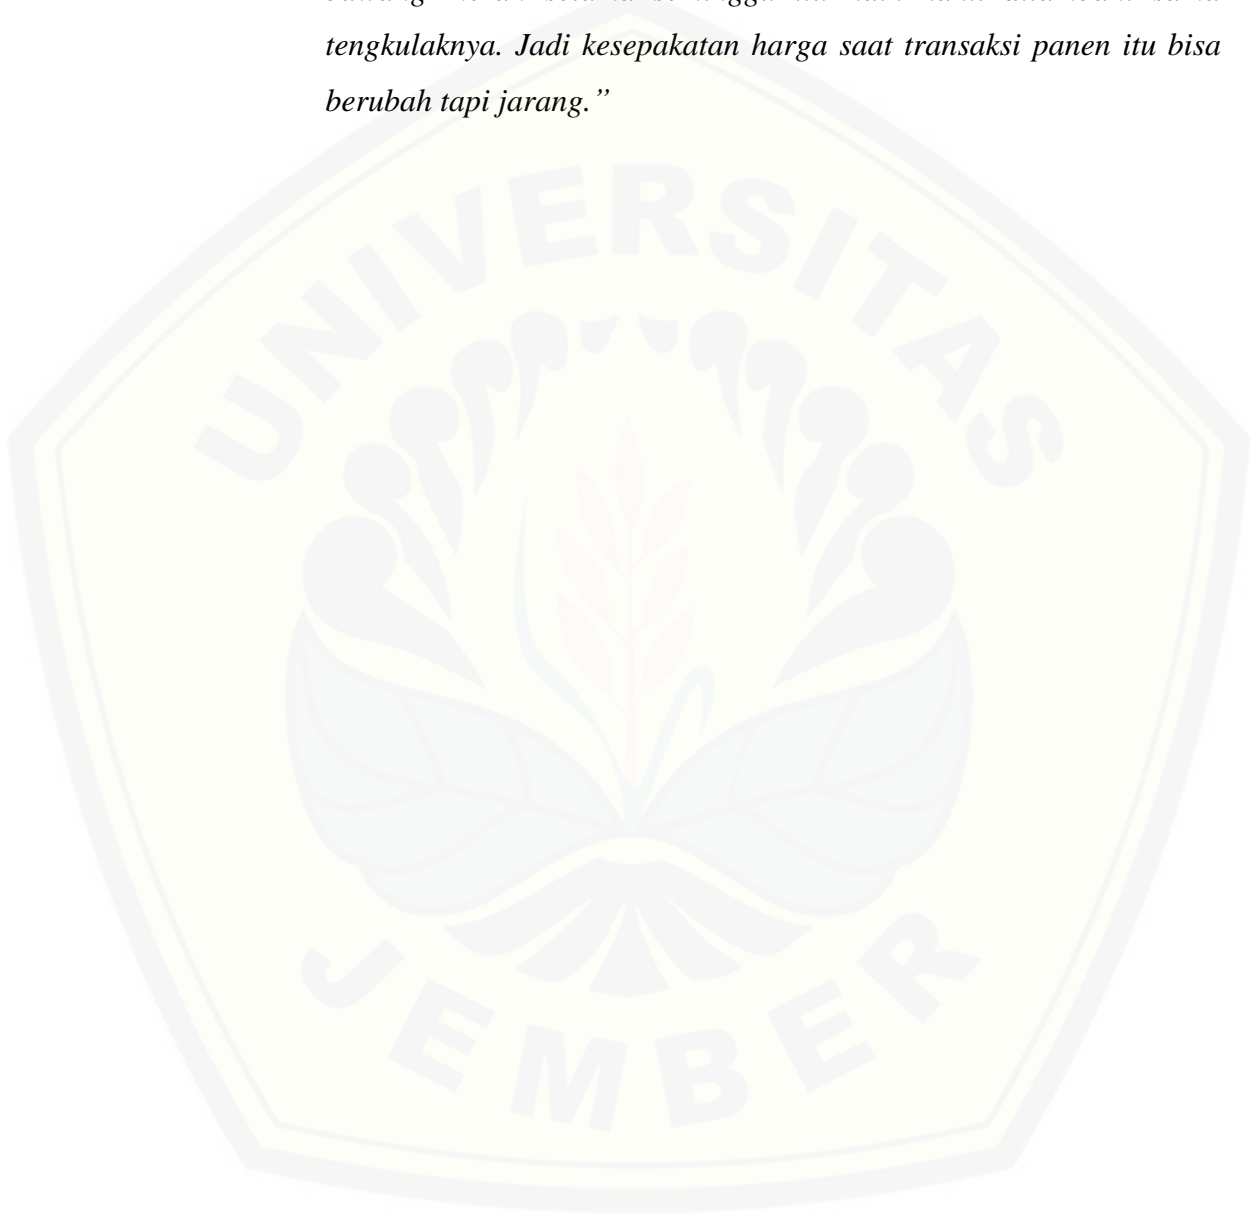 tengkulaknya. Jadi kesepakatan harga saat transaksi panen itu bisa
berubah tapi jarang.”
UNIVERSITAS
JEMBER